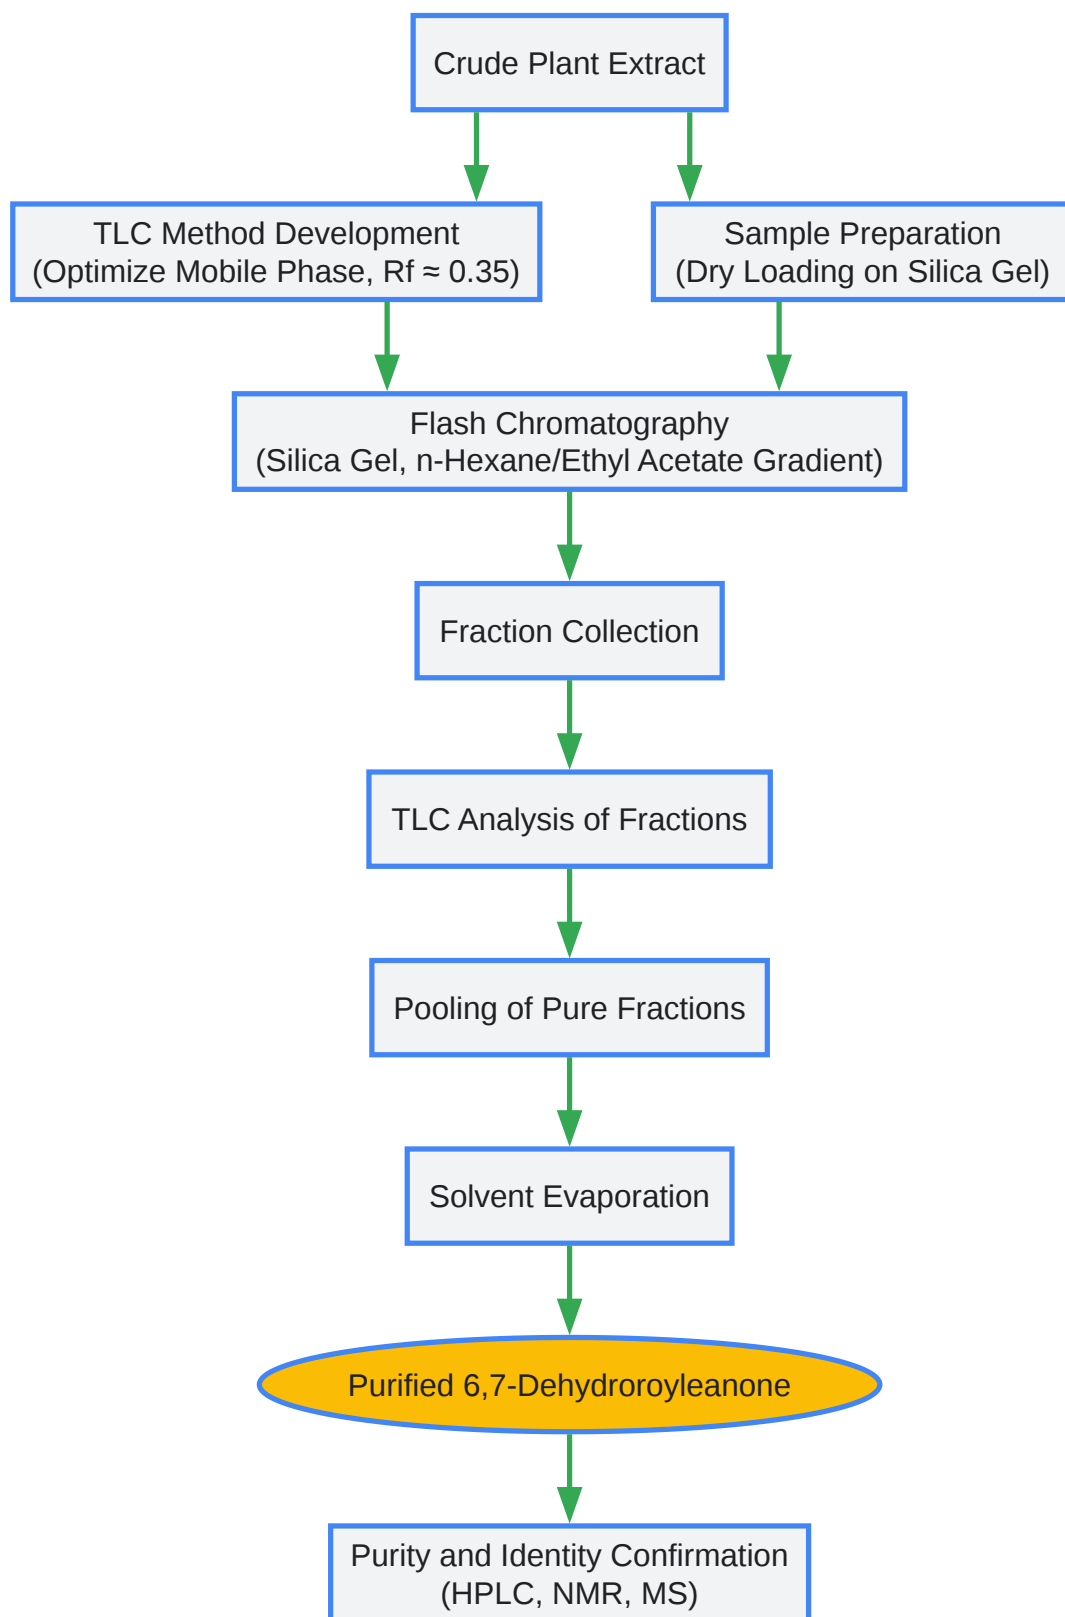 Crude Plant Extract
TLC Method Development
(Optimize Mobile Phase, Rf ≈ 0.35)
Sample Preparation
(Dry Loading on Silica Gel)
Flash Chromatography
(Silica Gel, n-Hexane/Ethyl Acetate Gradient)
Fraction Collection
TLC Analysis of Fractions
Pooling of Pure Fractions
Solvent Evaporation
Purified 6,7-Dehydroroyleanone
Purity and Identity Confirmation
(HPLC, NMR, MS)